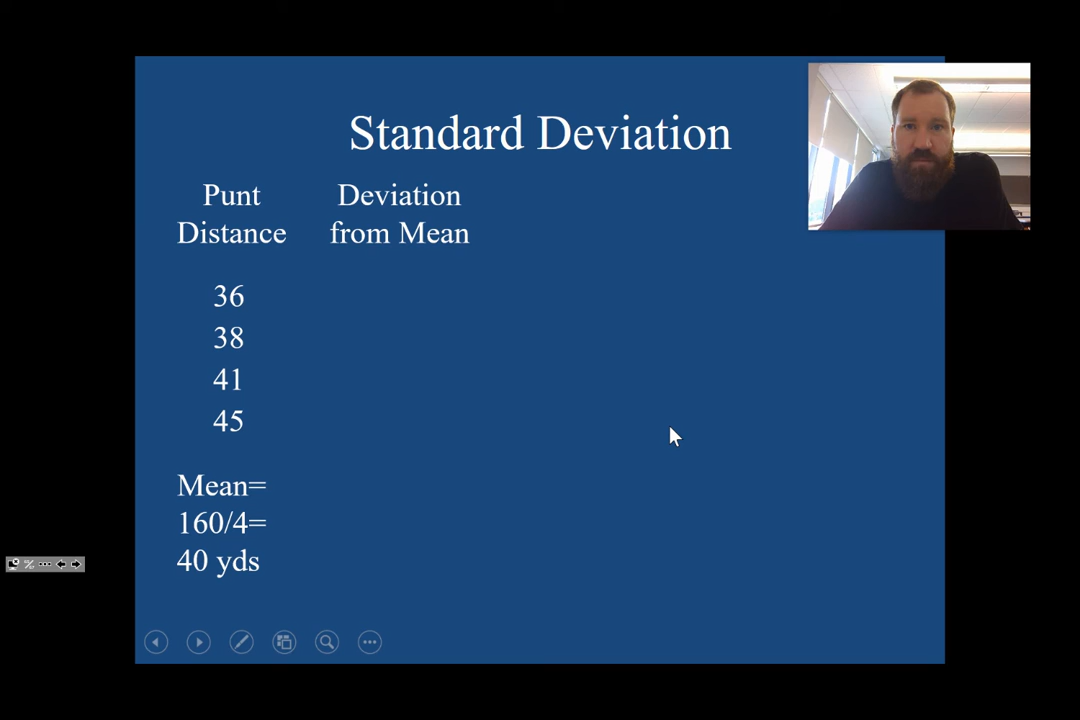 Standard Deviation
Punt
Distance
Deviation
from Mean
36
38
41
45
Mean=
160/4=
40 yds